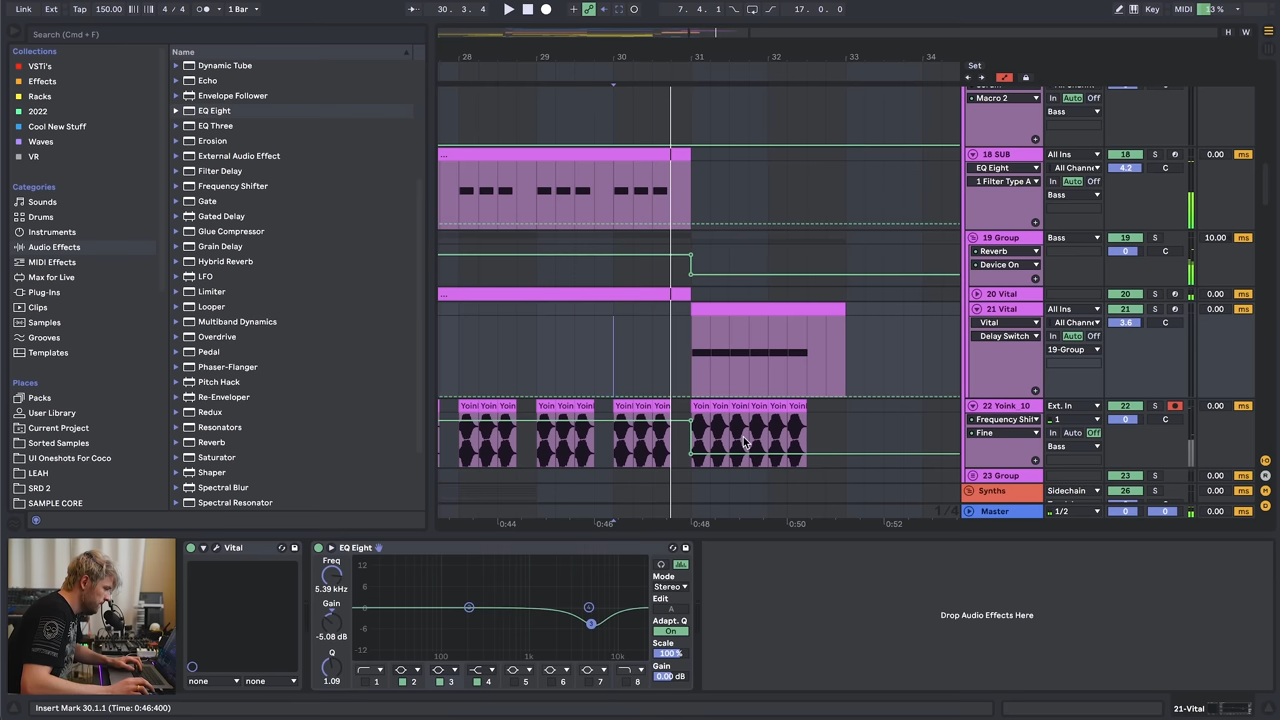 Link Ext Tap 150.00 4 / 4 1 Bar 30. 3. 4 7. 4. 1 17. 0. 0 Key MIDI 13 %
Search (Cmd + F)
H W
Collections
VSTi's
Effects
Racks
2022
Cool New Stuff
Waves
VR
Categories
Sounds
Drums
Instruments
Audio Effects
MIDI Effects
Max for Live
Plug-Ins
Clips
Samples
Grooves
Templates
Places
Packs
User Library
Current Project
Sorted Samples
UI Oneshots For Coco
LEAH
SRD 2
SAMPLE CORE
Name
Dynamic Tube
Echo
Envelope Follower
EQ Eight
EQ Three
Erosion
External Audio Effect
Filter Delay
Frequency Shifter
Gate
Gated Delay
Glue Compressor
Grain Delay
Hybrid Reverb
LFO
Limiter
Looper
Multiband Dynamics
Overdrive
Pedal
Phaser-Flanger
Pitch Hack
Re-Enveloper
Redux
Resonators
Reverb
Saturator
Shaper
Spectral Blur
Spectral Resonator
28 29 30 31 32 33 34
Set
Macro 2 In Auto Off
Bass
... 18 SUB All Ins 18 S 0.00 ms
EQ Eight All Channe 4.2 C
1 Filter Type A In Auto Off
Bass
19 Group Bass 19 S 10.00 ms
Reverb 0 C
Device On
... 20 Vital 20 S 0.00 ms
21 Vital All Ins 21 S 0.00 ms
Vital All Channe 3.6 C
Delay Switch In Auto Off
19-Group
Yoin Yoin Yoin Yoin Yoin Yoin Yoin Yoin Yoin Yoin Yoin Yoin Yoin Yoin Yoin 22 Yoink_10 Ext. In 22 S 0.00 ms
Frequency Shif 1 0 C
Fine In Auto Off
Bass
23 Group 23 S 0.00 ms
Synths Sidechain 26 S 0.00 ms
1/4 Master 1/2 0 0 0.00 ms
0:44 0:46 0:48 0:50 0:52
Vital
none none
EQ Eight
Freq
5.39 kHz
Gain
-5.08 dB
Q
1.09
12
6
0
-6
-12
100 1k 10k
2 4 3
1 2 3 4 5 6 7 8
Mode
Stereo
Edit
A
Adapt. Q
On
Scale
100 %
Gain
0.00 dB
Drop Audio Effects Here
Insert Mark 30.1.1 (Time: 0:46:400)
21-Vital